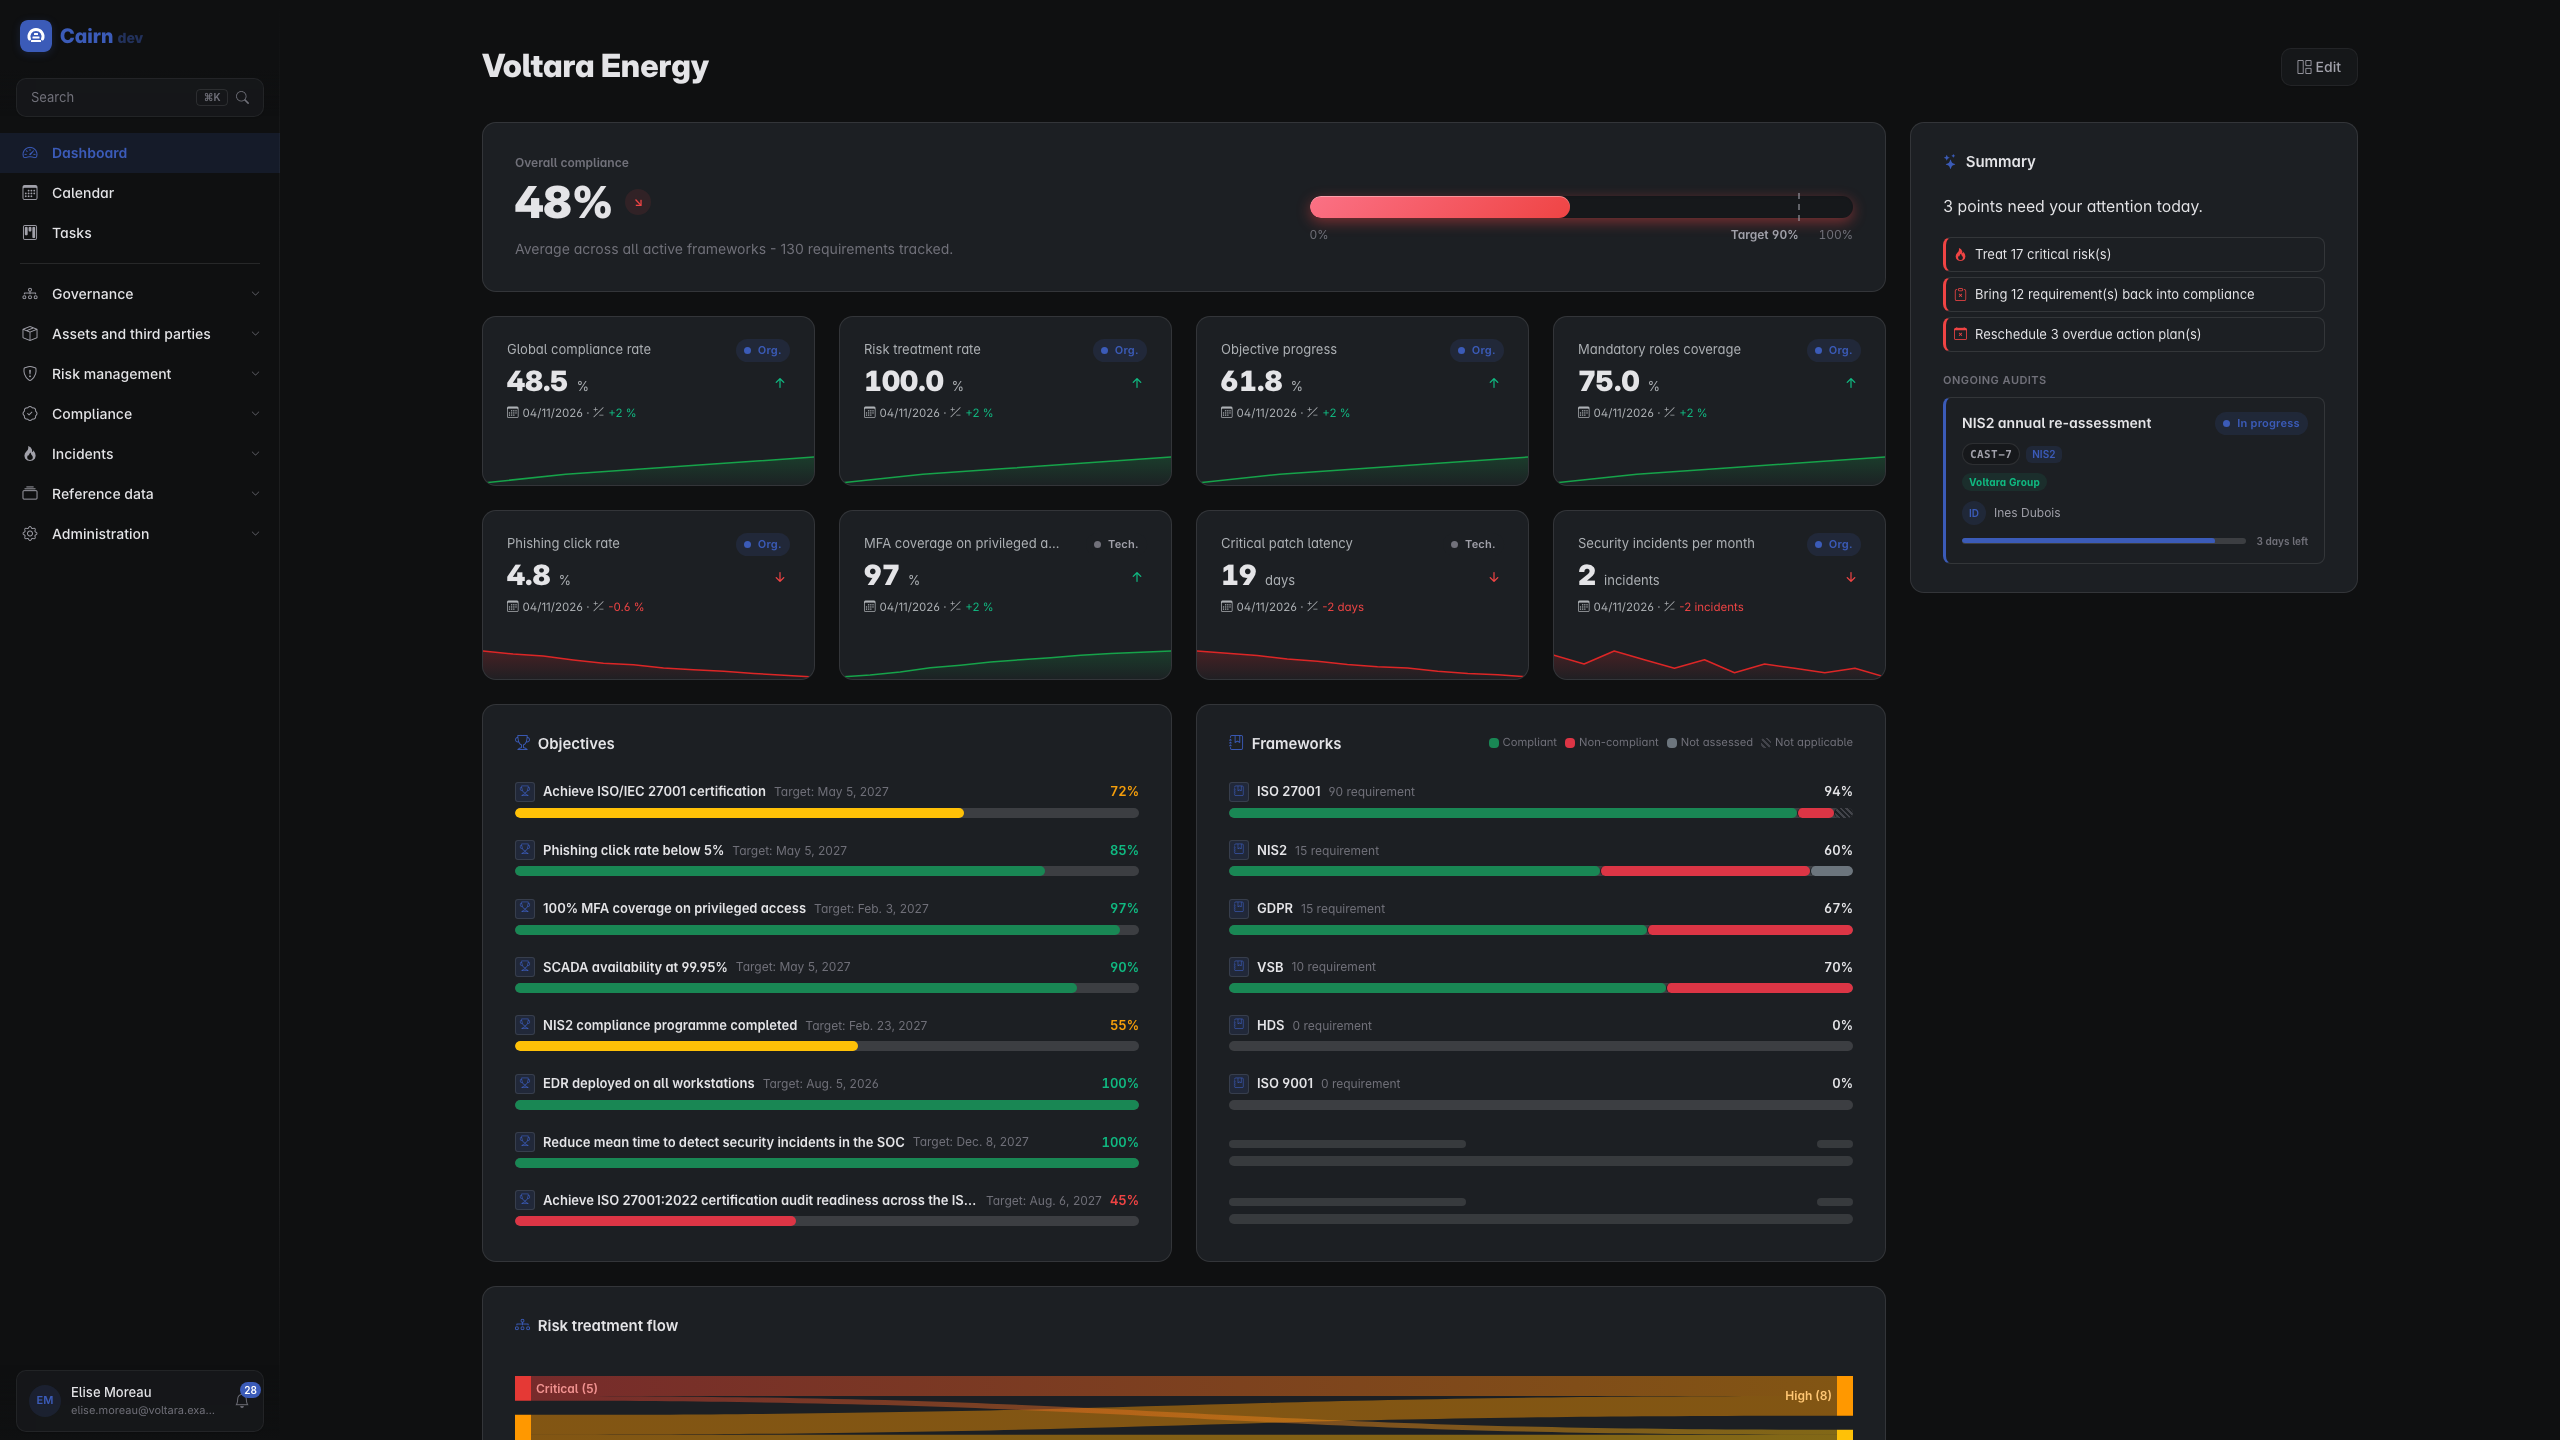 Cairn dev
Search ⌘K
Dashboard
Calendar
Tasks
Governance
Assets and third parties
Risk management
Compliance
Incidents
Reference data
Administration
EM
Elise Moreau
elise.moreau@voltara.exa...
28
Voltara Energy
Edit
Overall compliance
48%
Average across all active frameworks - 130 requirements tracked.
0% Target 90% 100%
Global compliance rate Org.
48.5 %
04/11/2026 · +2 %
Risk treatment rate Org.
100.0 %
04/11/2026 · +2 %
Objective progress Org.
61.8 %
04/11/2026 · +2 %
Mandatory roles coverage Org.
75.0 %
04/11/2026 · +2 %
Phishing click rate Org.
4.8 %
04/11/2026 · -0.6 %
MFA coverage on privileged a... Tech.
97 %
04/11/2026 · +2 %
Critical patch latency Tech.
19 days
04/11/2026 · -2 days
Security incidents per month Org.
2 incidents
04/11/2026 · -2 incidents
Objectives
Achieve ISO/IEC 27001 certification Target: May 5, 2027 72%
Phishing click rate below 5% Target: May 5, 2027 85%
100% MFA coverage on privileged access Target: Feb. 3, 2027 97%
SCADA availability at 99.95% Target: May 5, 2027 90%
NIS2 compliance programme completed Target: Feb. 23, 2027 55%
EDR deployed on all workstations Target: Aug. 5, 2026 100%
Reduce mean time to detect security incidents in the SOC Target: Dec. 8, 2027 100%
Achieve ISO 27001:2022 certification audit readiness across the IS... Target: Aug. 6, 2027 45%
Frameworks
Compliant Non-compliant Not assessed Not applicable
ISO 27001 90 requirement 94%
NIS2 15 requirement 60%
GDPR 15 requirement 67%
VSB 10 requirement 70%
HDS 0 requirement 0%
ISO 9001 0 requirement 0%
Risk treatment flow
Critical (5)
High (8)
Summary
3 points need your attention today.
Treat 17 critical risk(s)
Bring 12 requirement(s) back into compliance
Reschedule 3 overdue action plan(s)
ONGOING AUDITS
NIS2 annual re-assessment In progress
CAST-7 NIS2
Voltara Group
ID Ines Dubois
3 days left